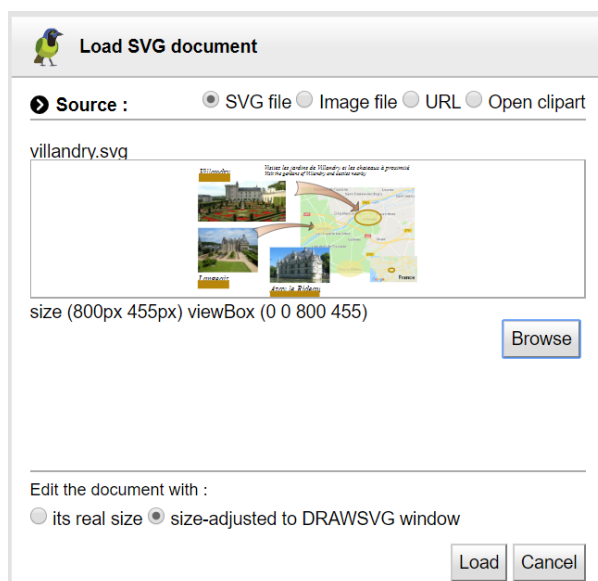 Load SVG document
Source : SVG file Image file URL Open clipart
villandry.svg
Villandry
Visitez les jardins de Villandry et les chateaux à proximité
Visit the gardens of Villandry and castles nearby
Langeais
Azay le Rideau
France
size (800px 455px) viewBox (0 0 800 455)
Browse
Edit the document with :
its real size size-adjusted to DRAWSVG window
Load Cancel